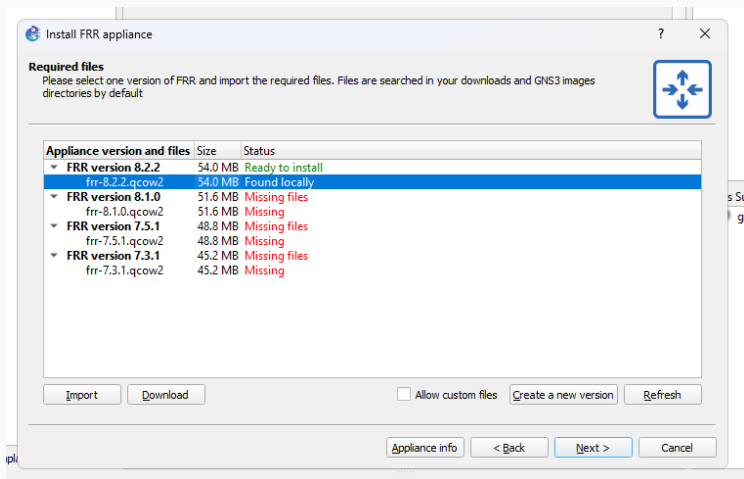 Install FRR appliance
?
Required files
Please select one version of FRR and import the required files. Files are searched in your downloads and GNS3 images
directories by default
Appliance version and files Size Status
FRR version 8.2.2 54.0 MB Ready to install
frr-8.2.2.qcow2 54.0 MB Found locally
FRR version 8.1.0 51.6 MB Missing files
frr-8.1.0.qcow2 51.6 MB Missing
FRR version 7.5.1 48.8 MB Missing files
frr-7.5.1.qcow2 48.8 MB Missing
FRR version 7.3.1 45.2 MB Missing files
frr-7.3.1.qcow2 45.2 MB Missing
Import Download Allow custom files Create a new version Refresh
Appliance info < Back Next > Cancel